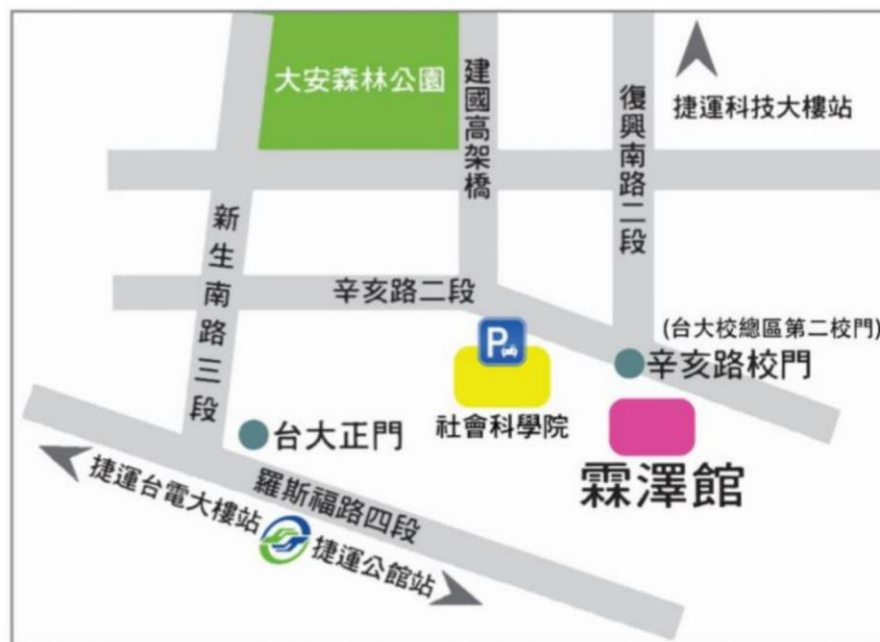 大安森林公園
建國高架橋
復興南路二段
捷運科技大樓站
新生南路三段
辛亥路二段
(台大校總區第二校門)
辛亥路校門
P
社會科學院
台大正門
霖澤館
羅斯福路四段
捷運台電大樓站
捷運公館站